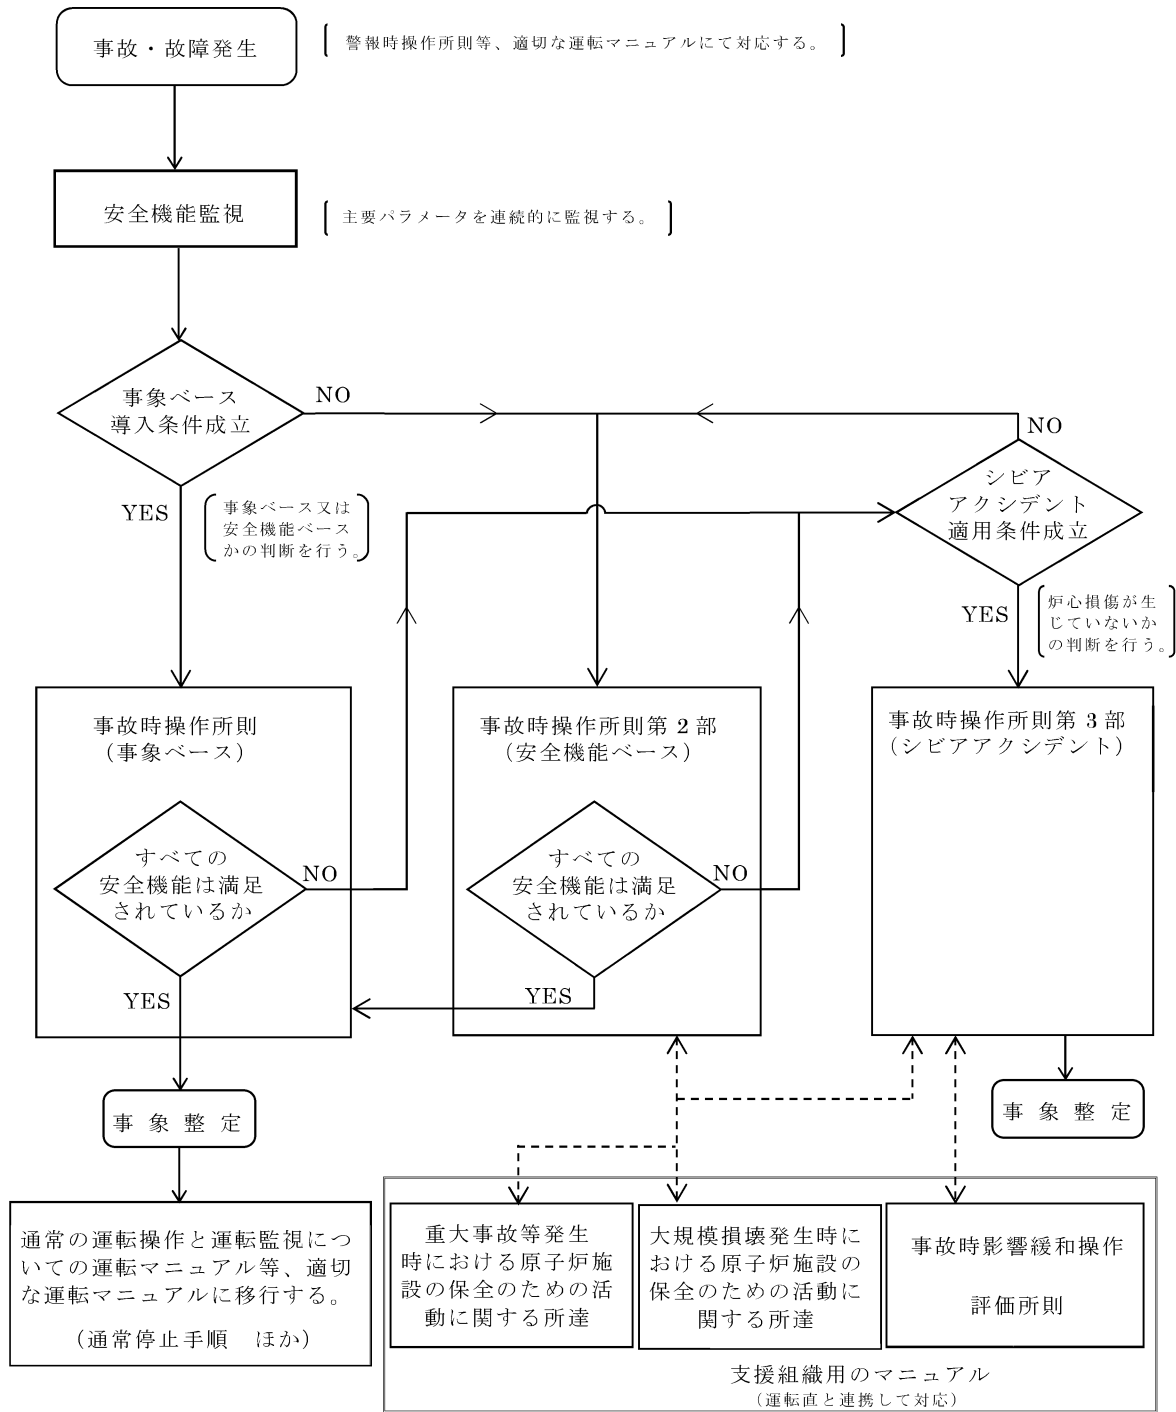 事故・故障発生
警報時操作所則等、適切な運転マニュアルにて対応する。
安全機能監視
主要パラメータを連続的に監視する。
事象ベース
導入条件成立
NO
YES
事象ベース又は
安全機能ベース
かの判断を行う。
NO
シビア
アクシデント
適用条件成立
YES
炉心損傷が生
じていないか
の判断を行う。
事故時操作所則
（事象ベース）
すべての
安全機能は満足
されているか
NO
YES
事故時操作所則第２部
（安全機能ベース）
すべての
安全機能は満足
されているか
NO
YES
事故時操作所則第３部
（シビアアクシデント）
事象整定
事象整定
通常の運転操作と運転監視につ
いての運転マニュアル等、適切
な運転マニュアルに移行する。
（通常停止手順　ほか）
重大事故等発生
時における原子炉施
設の保全のための活
動に関する所達
大規模損壊発生時に
おける原子炉施設の
保全のための活動に
関する所達
事故時影響緩和操作
評価所則
支援組織用のマニュアル
（運転直と連携して対応）